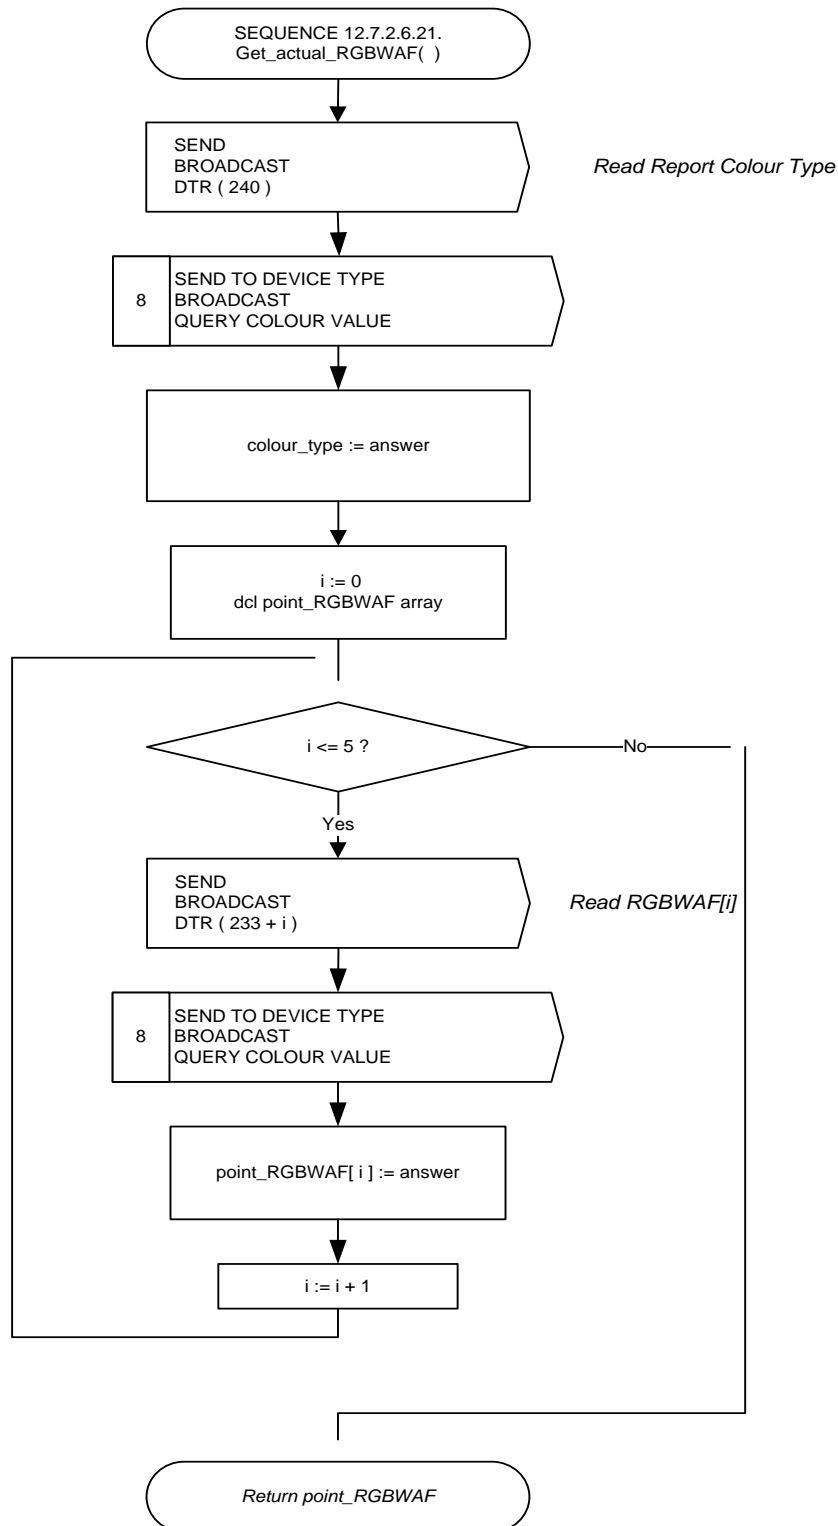 SEQUENCE 12.7.2.6.21.
Get_actual_RGBWAF( )
SEND
BROADCAST
DTR ( 240 )
Read Report Colour Type
8
SEND TO DEVICE TYPE
BROADCAST
QUERY COLOUR VALUE
colour_type := answer
i := 0
dcl point_RGBWAF array
i <= 5 ?
No
Yes
SEND
BROADCAST
DTR ( 233 + i )
Read RGBWAF[i]
8
SEND TO DEVICE TYPE
BROADCAST
QUERY COLOUR VALUE
point_RGBWAF[ i ] := answer
i := i + 1
Return point_RGBWAF